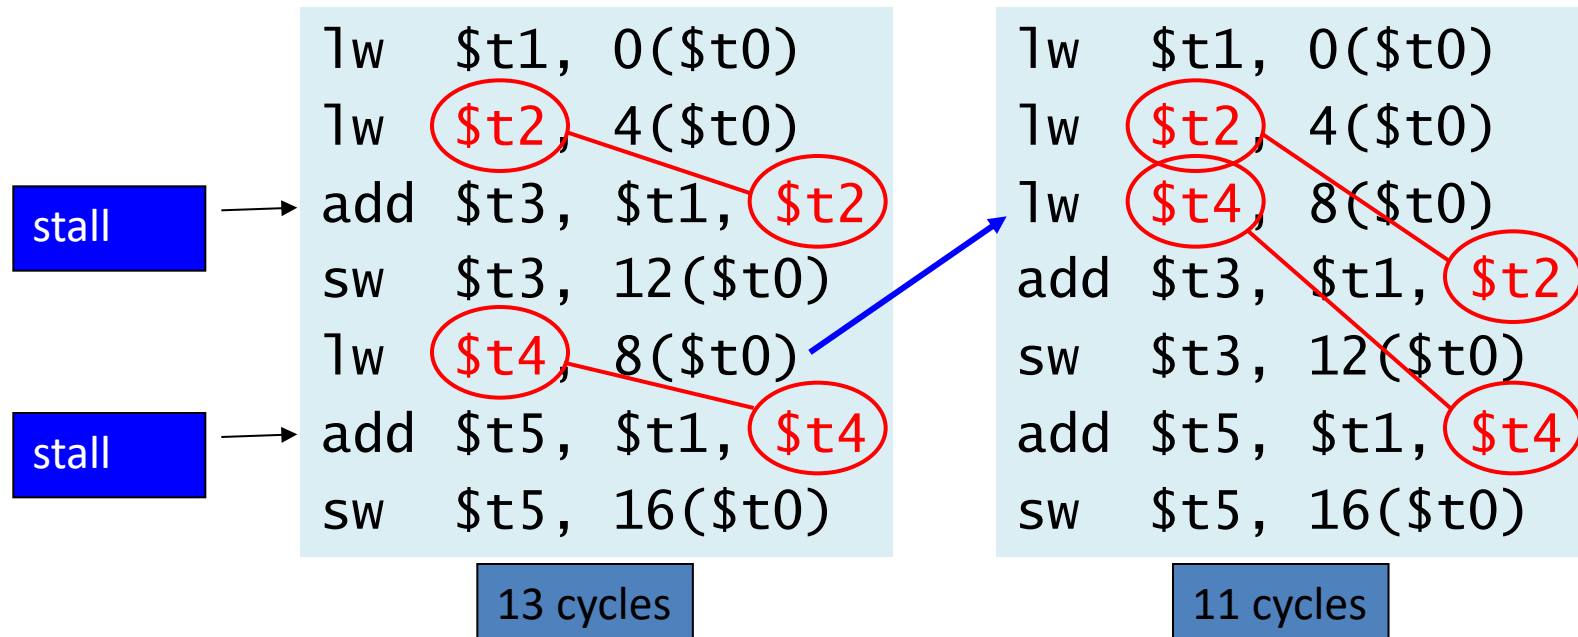 lw $t1, 0($t0)
lw $t2, 4($t0)
stall
add $t3, $t1, $t2
sw $t3, 12($t0)
lw $t4, 8($t0)
stall
add $t5, $t1, $t4
sw $t5, 16($t0)
13 cycles
lw $t1, 0($t0)
lw $t2, 4($t0)
lw $t4, 8($t0)
add $t3, $t1, $t2
sw $t3, 12($t0)
add $t5, $t1, $t4
sw $t5, 16($t0)
11 cycles